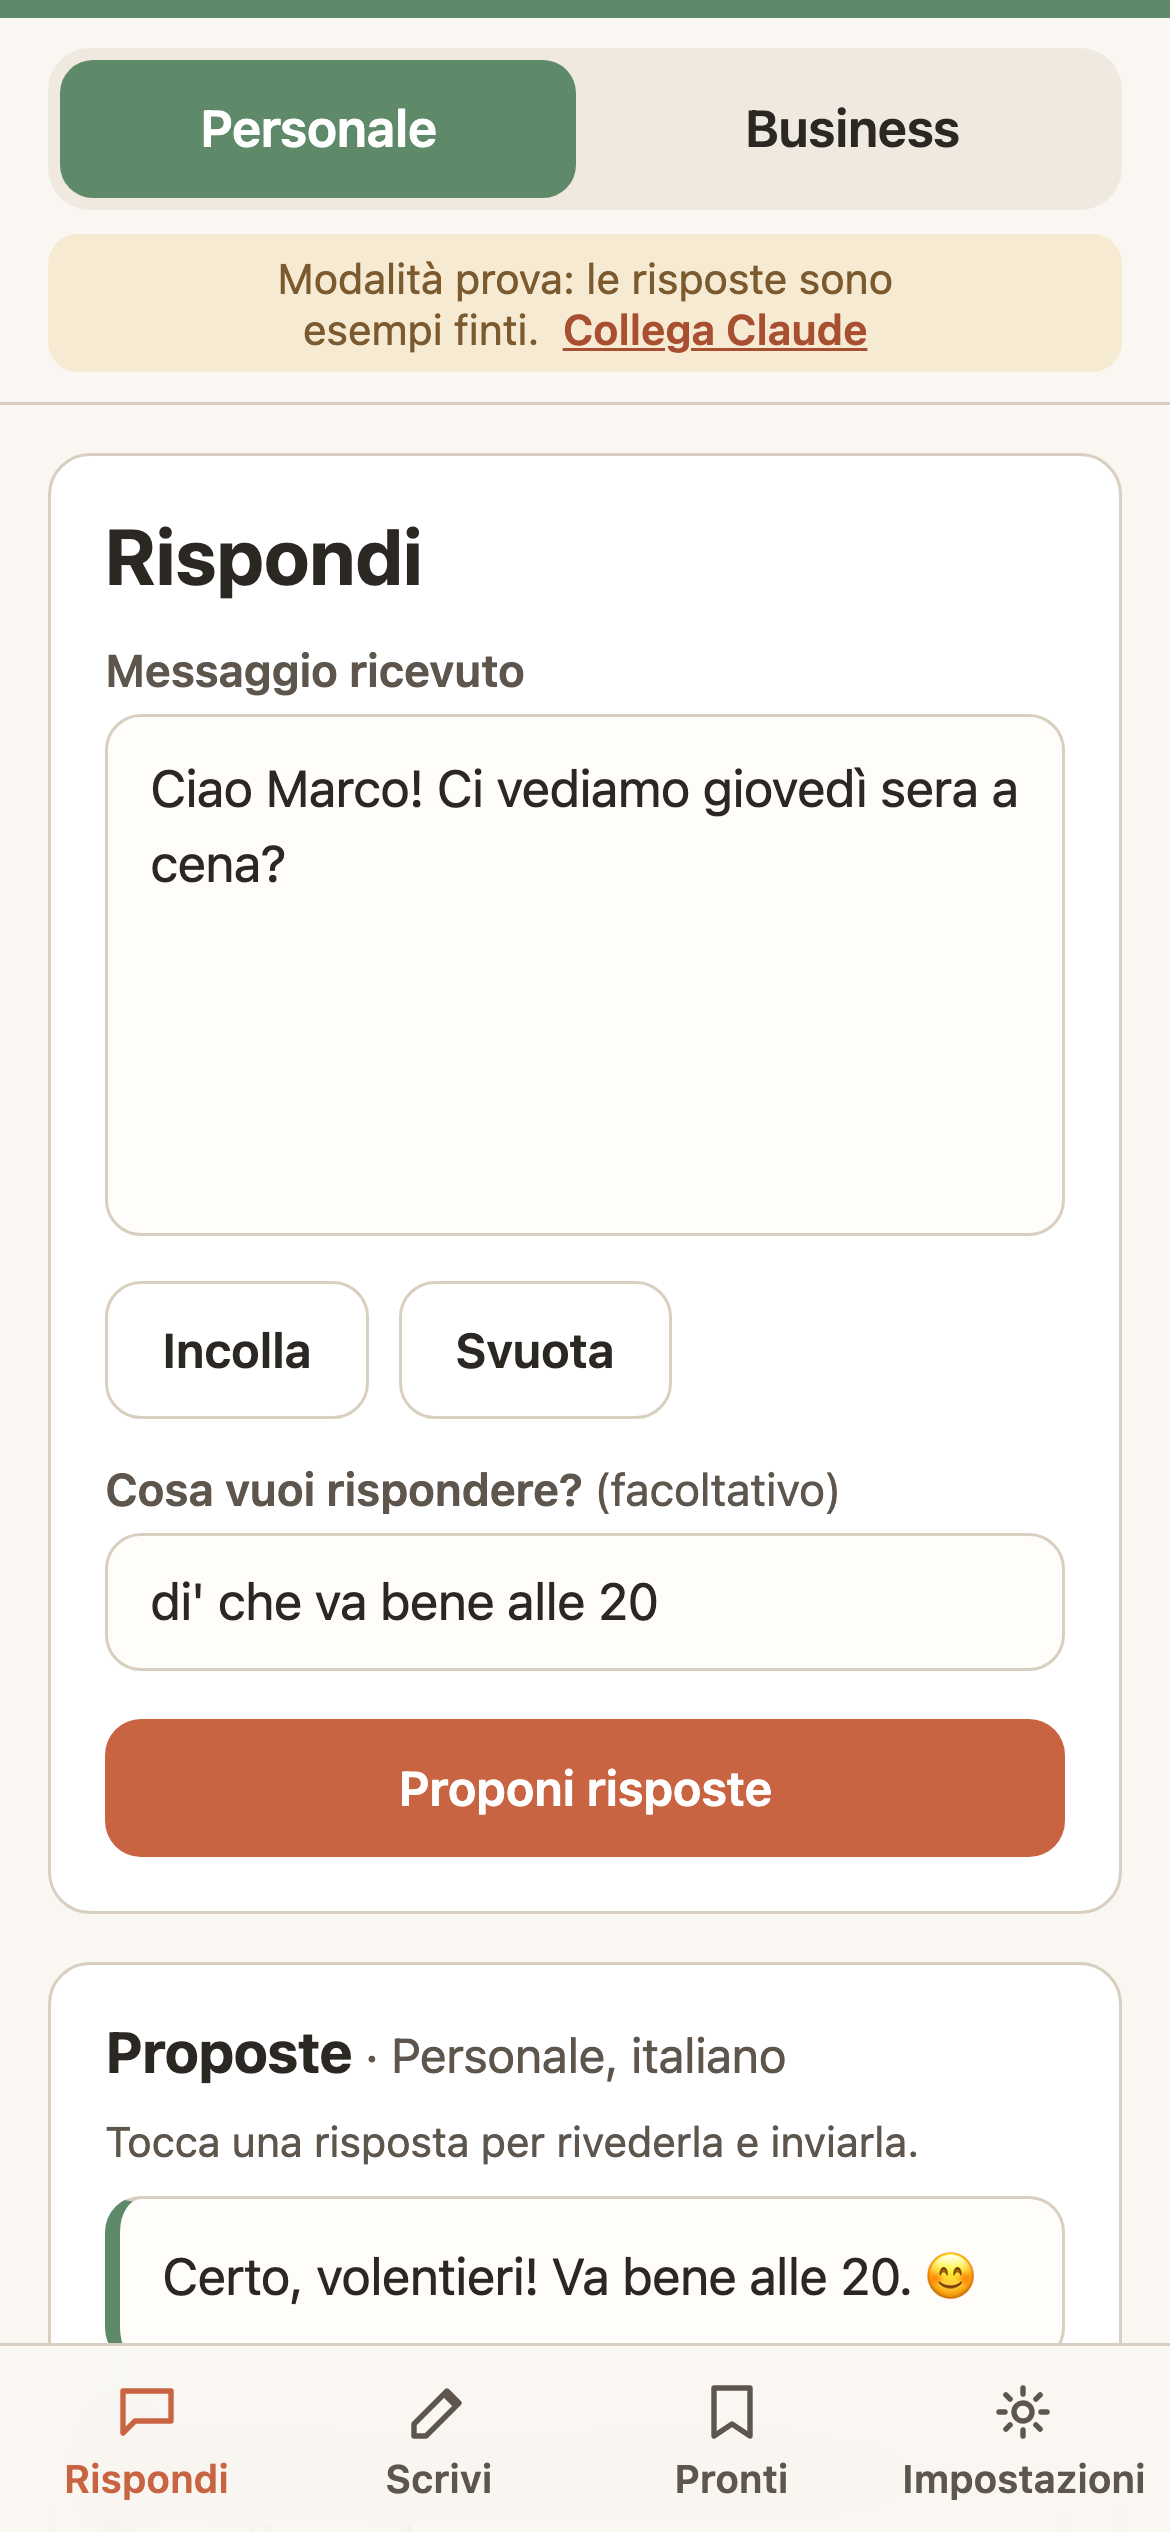 Personale
Business
Modalità prova: le risposte sono
esempi finti. Collega Claude
Rispondi
Messaggio ricevuto
Ciao Marco! Ci vediamo giovedì sera a
cena?
Incolla
Svuota
Cosa vuoi rispondere? (facoltativo)
di' che va bene alle 20
Proponi risposte
Proposte · Personale, italiano
Tocca una risposta per rivederla e inviarla.
Certo, volentieri! Va bene alle 20. 😊
Rispondi
Scrivi
Pronti
Impostazioni